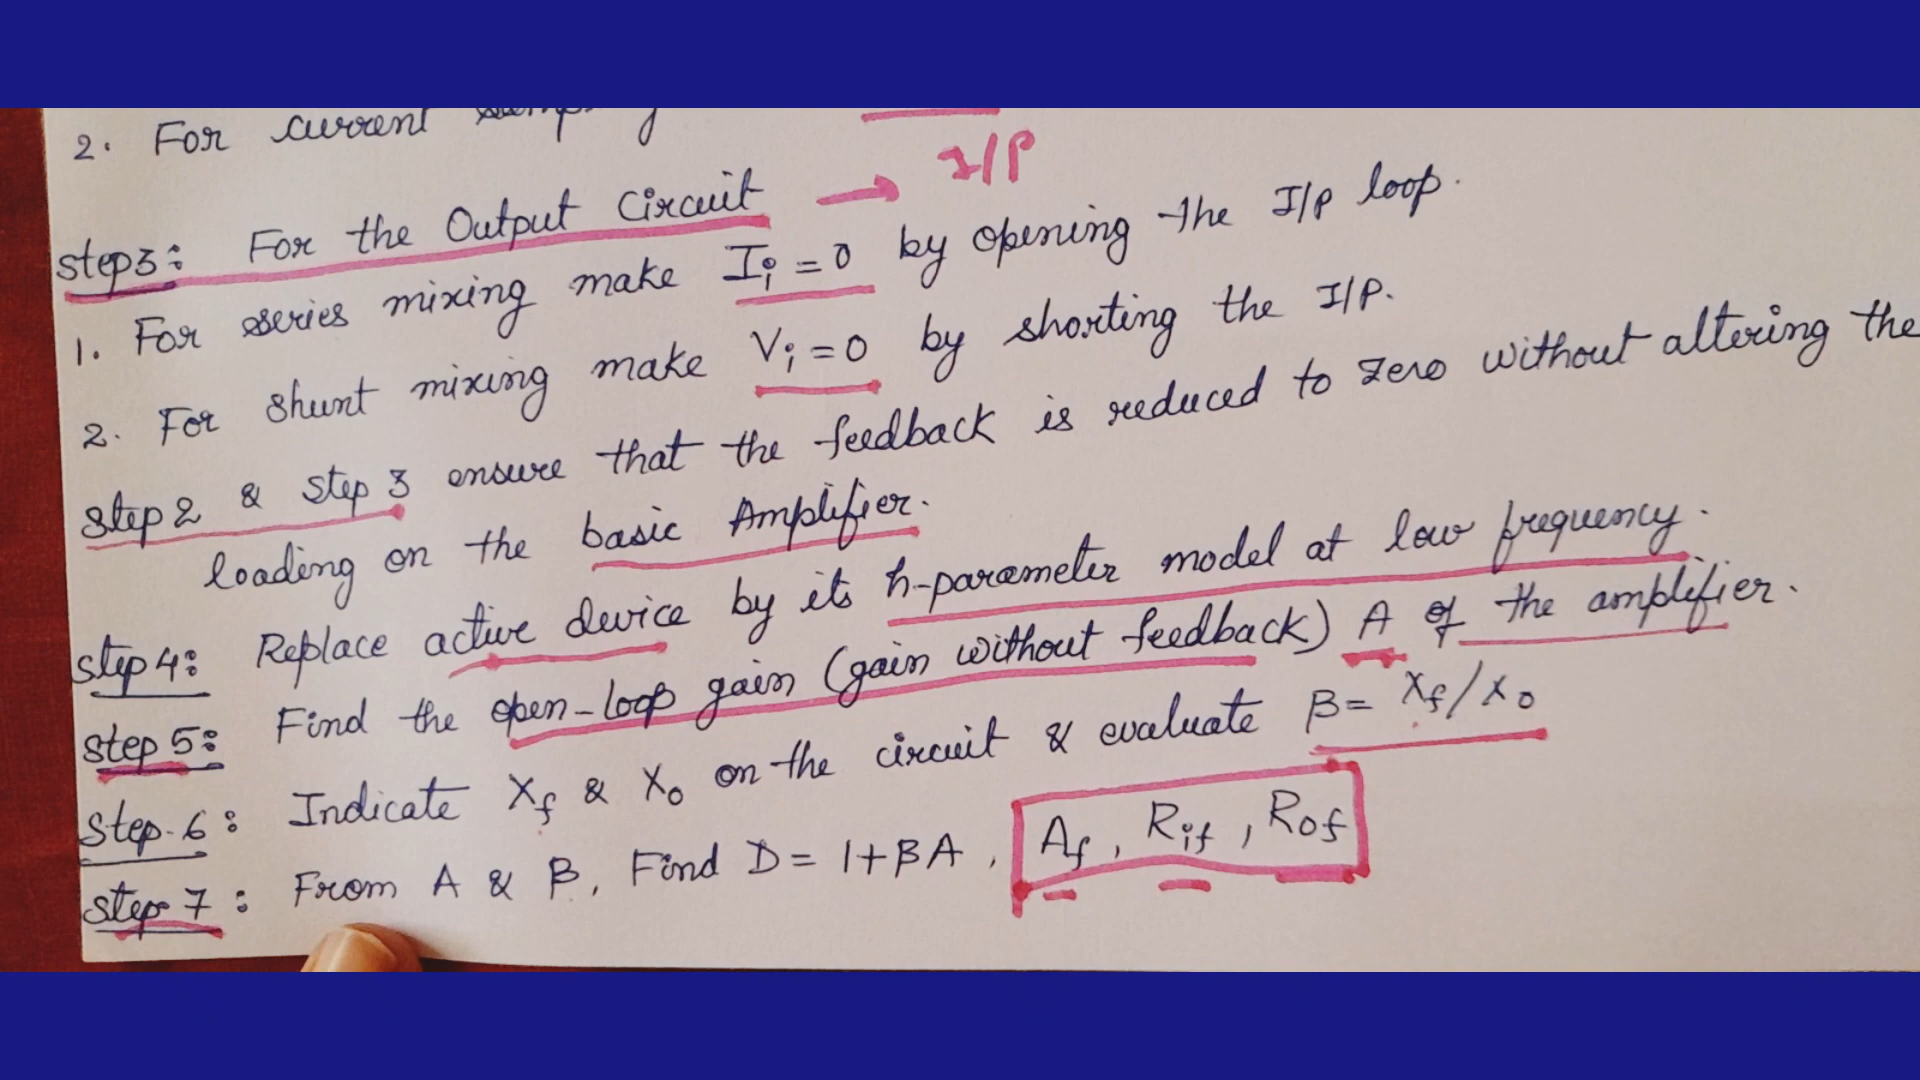 2. For current
→ I/P
step3: For the Output Circuit
1. For series mixing make Ii = 0 by opening the I/P loop.
2. For shunt mixing make Vi = 0 by shorting the I/P.
Step 2 & Step 3 ensure that the feedback is reduced to zero without altering the
loading on the basic Amplifier.
Step 4: Replace active device by its h-parameter model at low frequency.
Step 5: Find the open-loop gain (gain without feedback) A of the amplifier.
Step-6: Indicate Xf & Xo on the circuit & evaluate β = Xf/Xo
Step-7: From A & β, Find D = 1+βA, Af, Rif, Rof